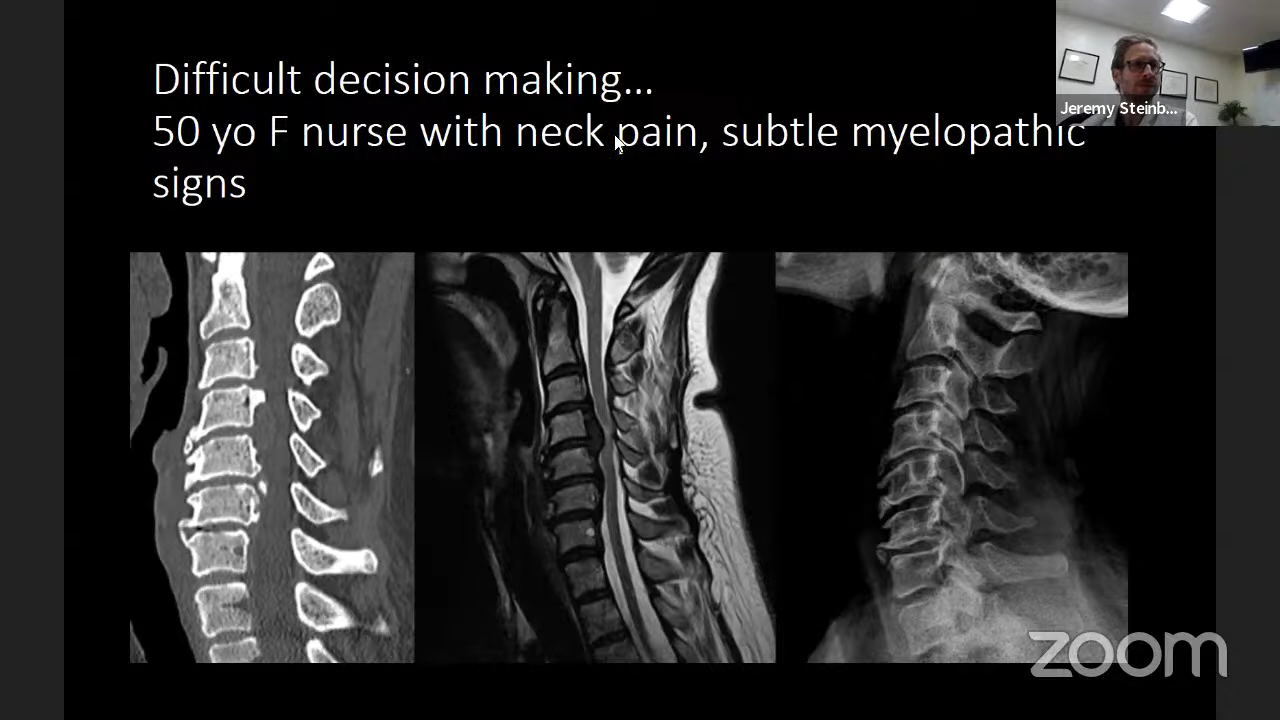 Difficult decision making...
50 yo F nurse with neck pain, subtle myelopathic
signs
Jeremy Steinb...
zoom